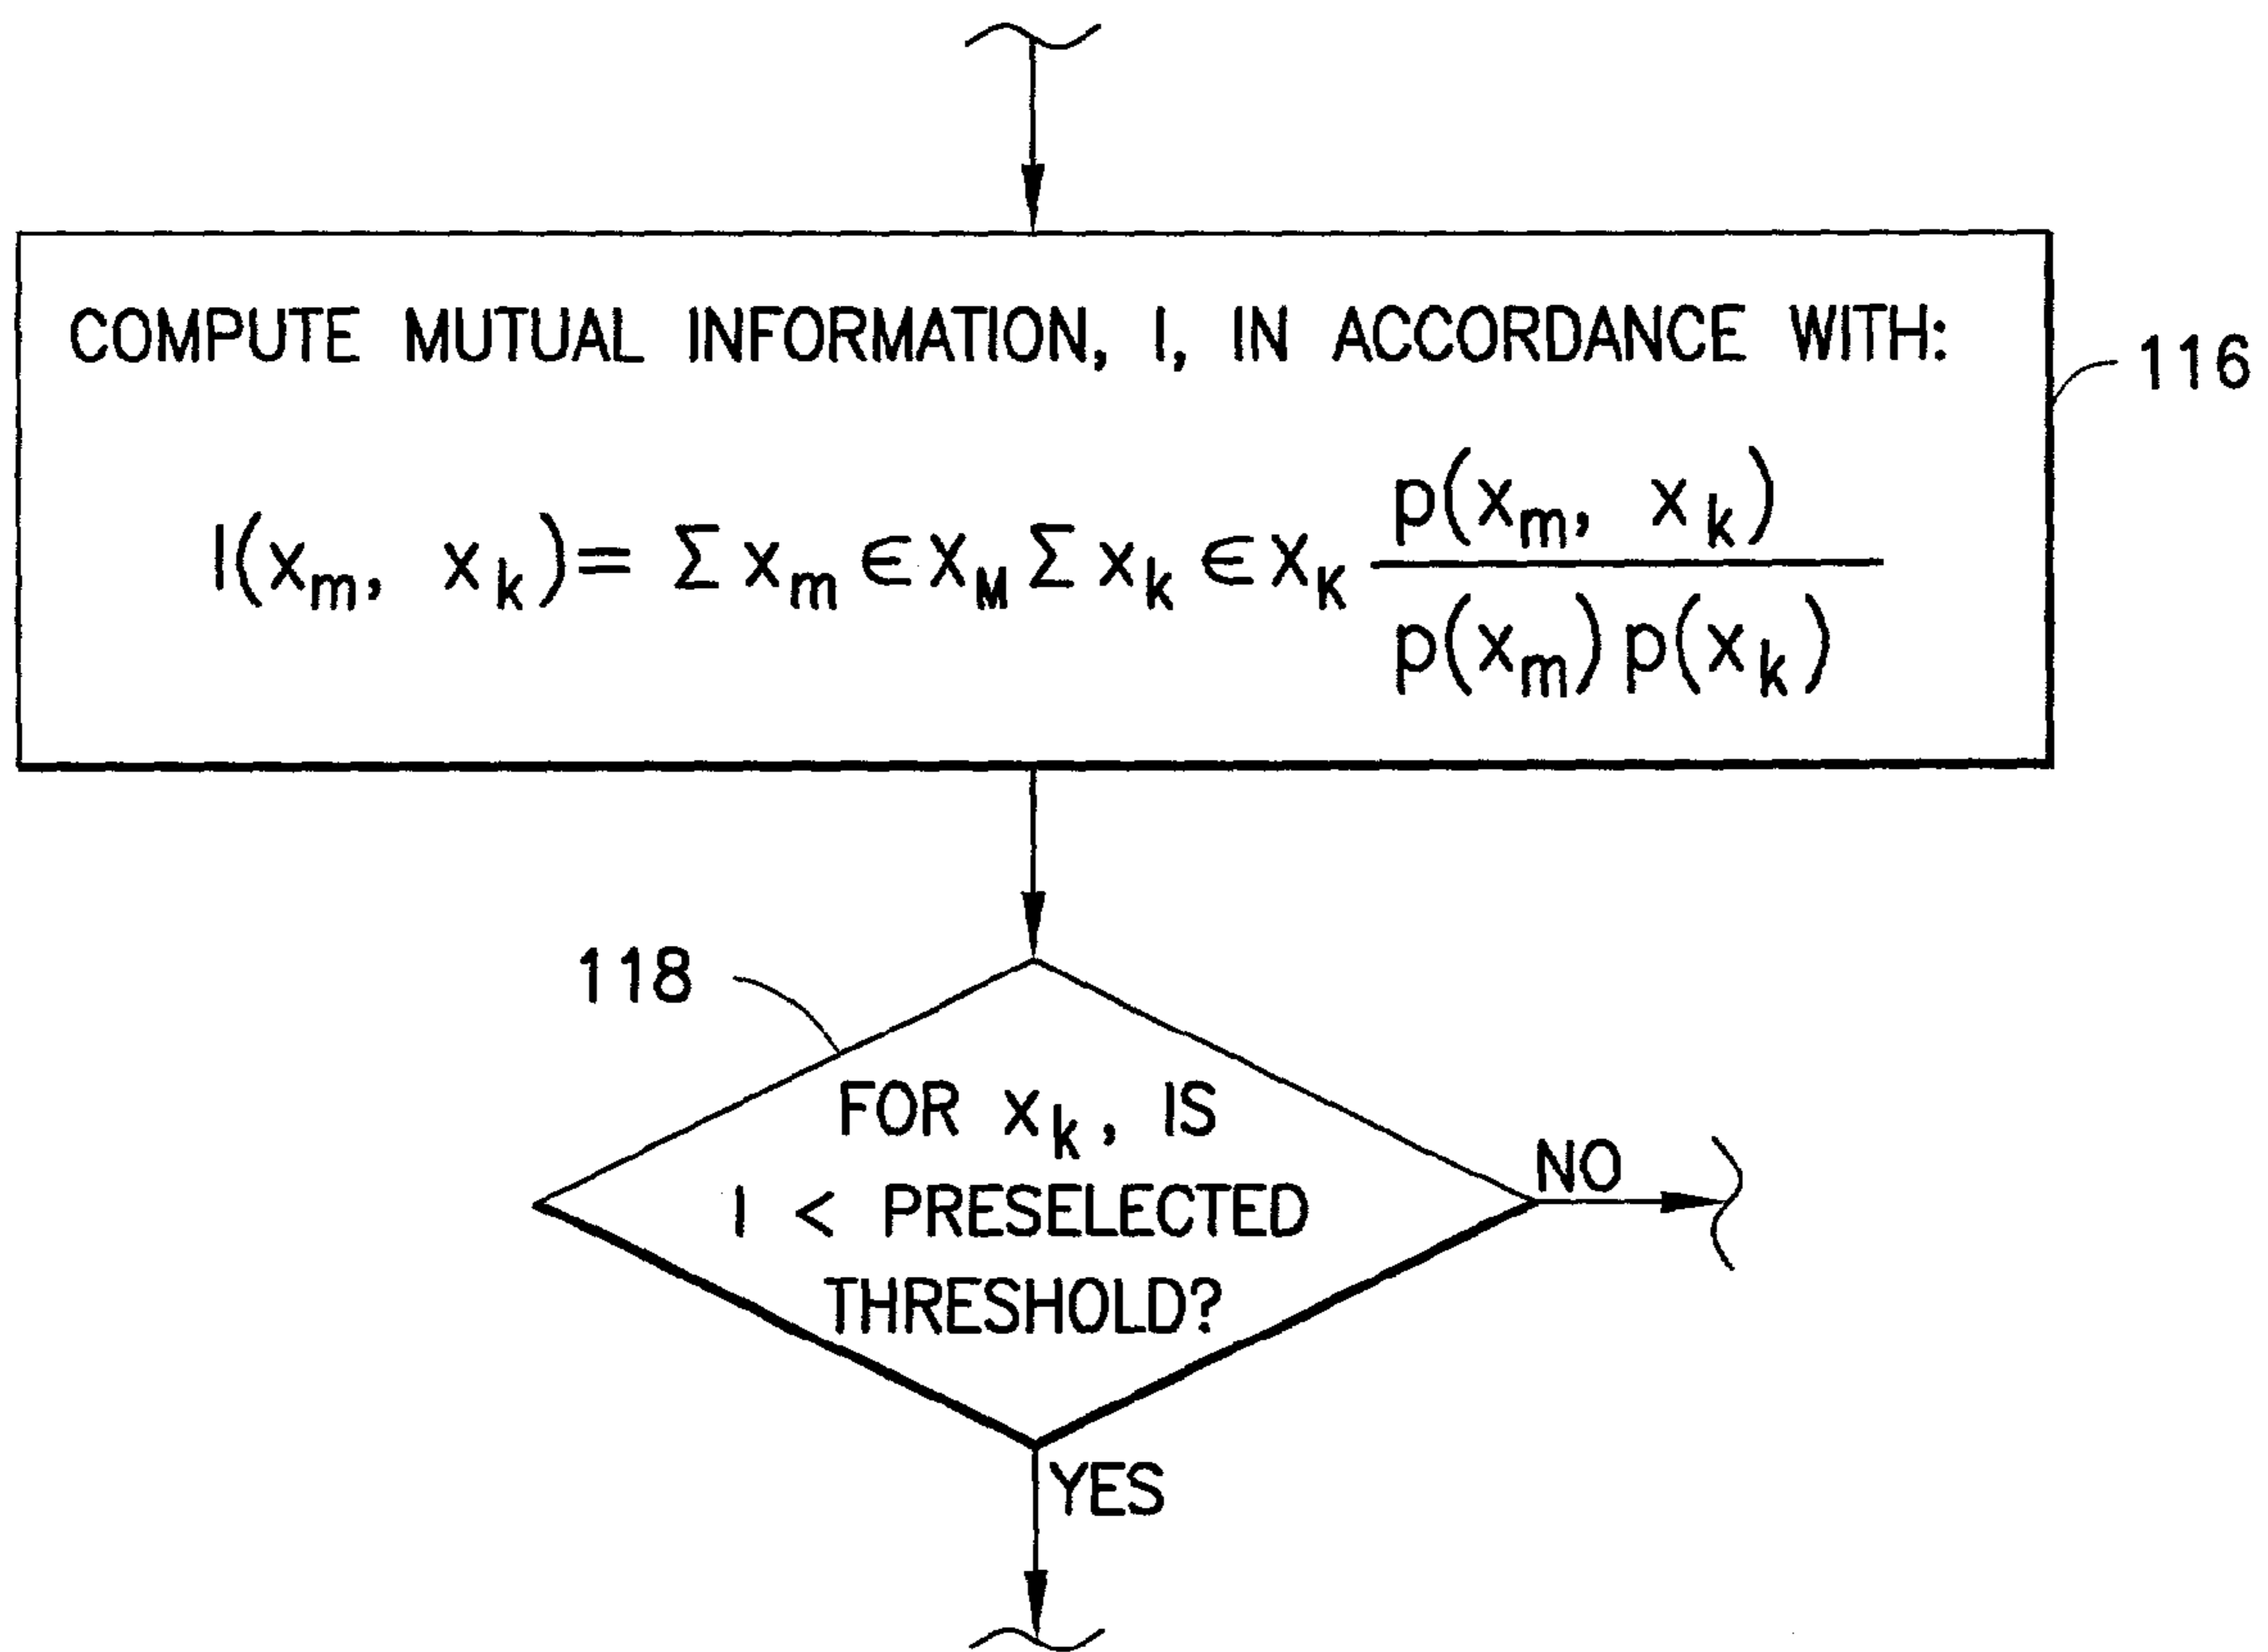 COMPUTE MUTUAL INFORMATION, I, IN ACCORDANCE WITH:
116
I(x_m, x_k) = Σ x_m ∈ x_M Σ x_k ∈ x_K p(x_m, x_k) / p(x_m) p(x_k)
118
FOR x_k, IS
I < PRESELECTED
THRESHOLD?
NO
YES